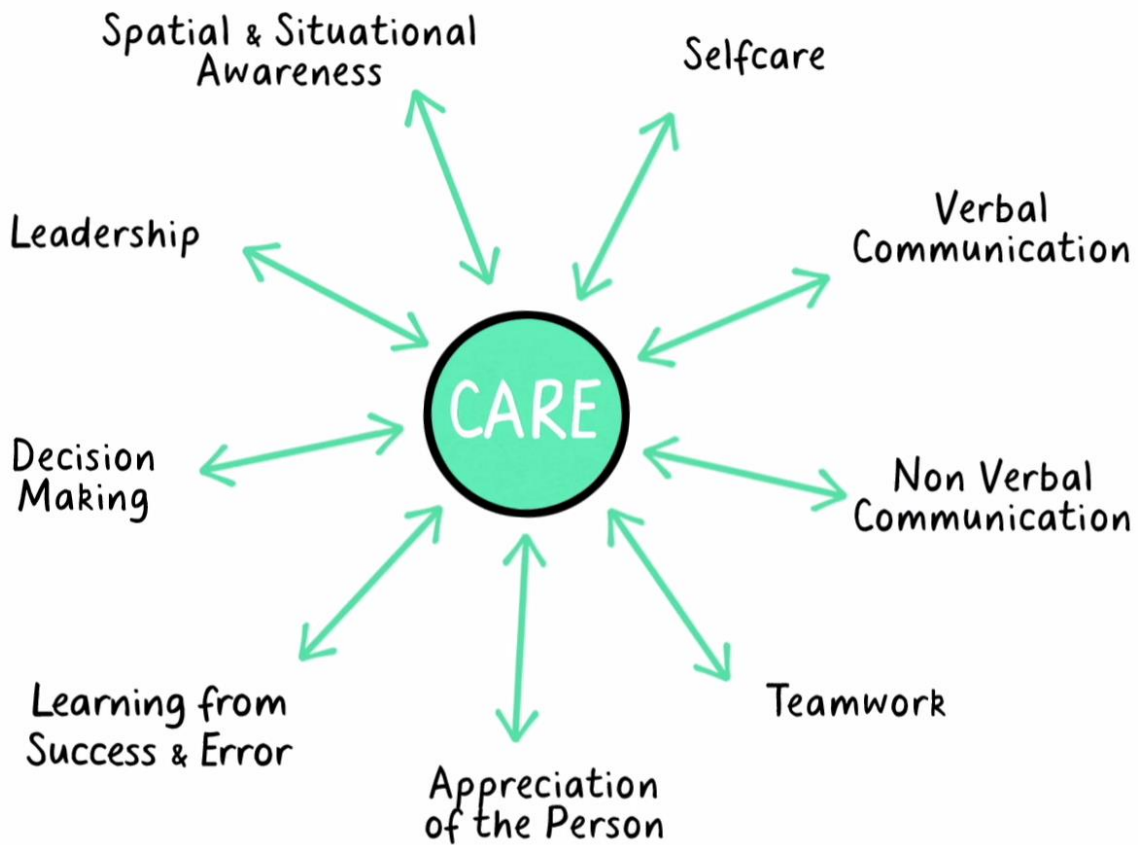 Spatial & Situational
Awareness
Selfcare
Verbal
Communication
Leadership
CARE
Decision
Making
Non Verbal
Communication
Learning from
Success & Error
Teamwork
Appreciation
of the Person